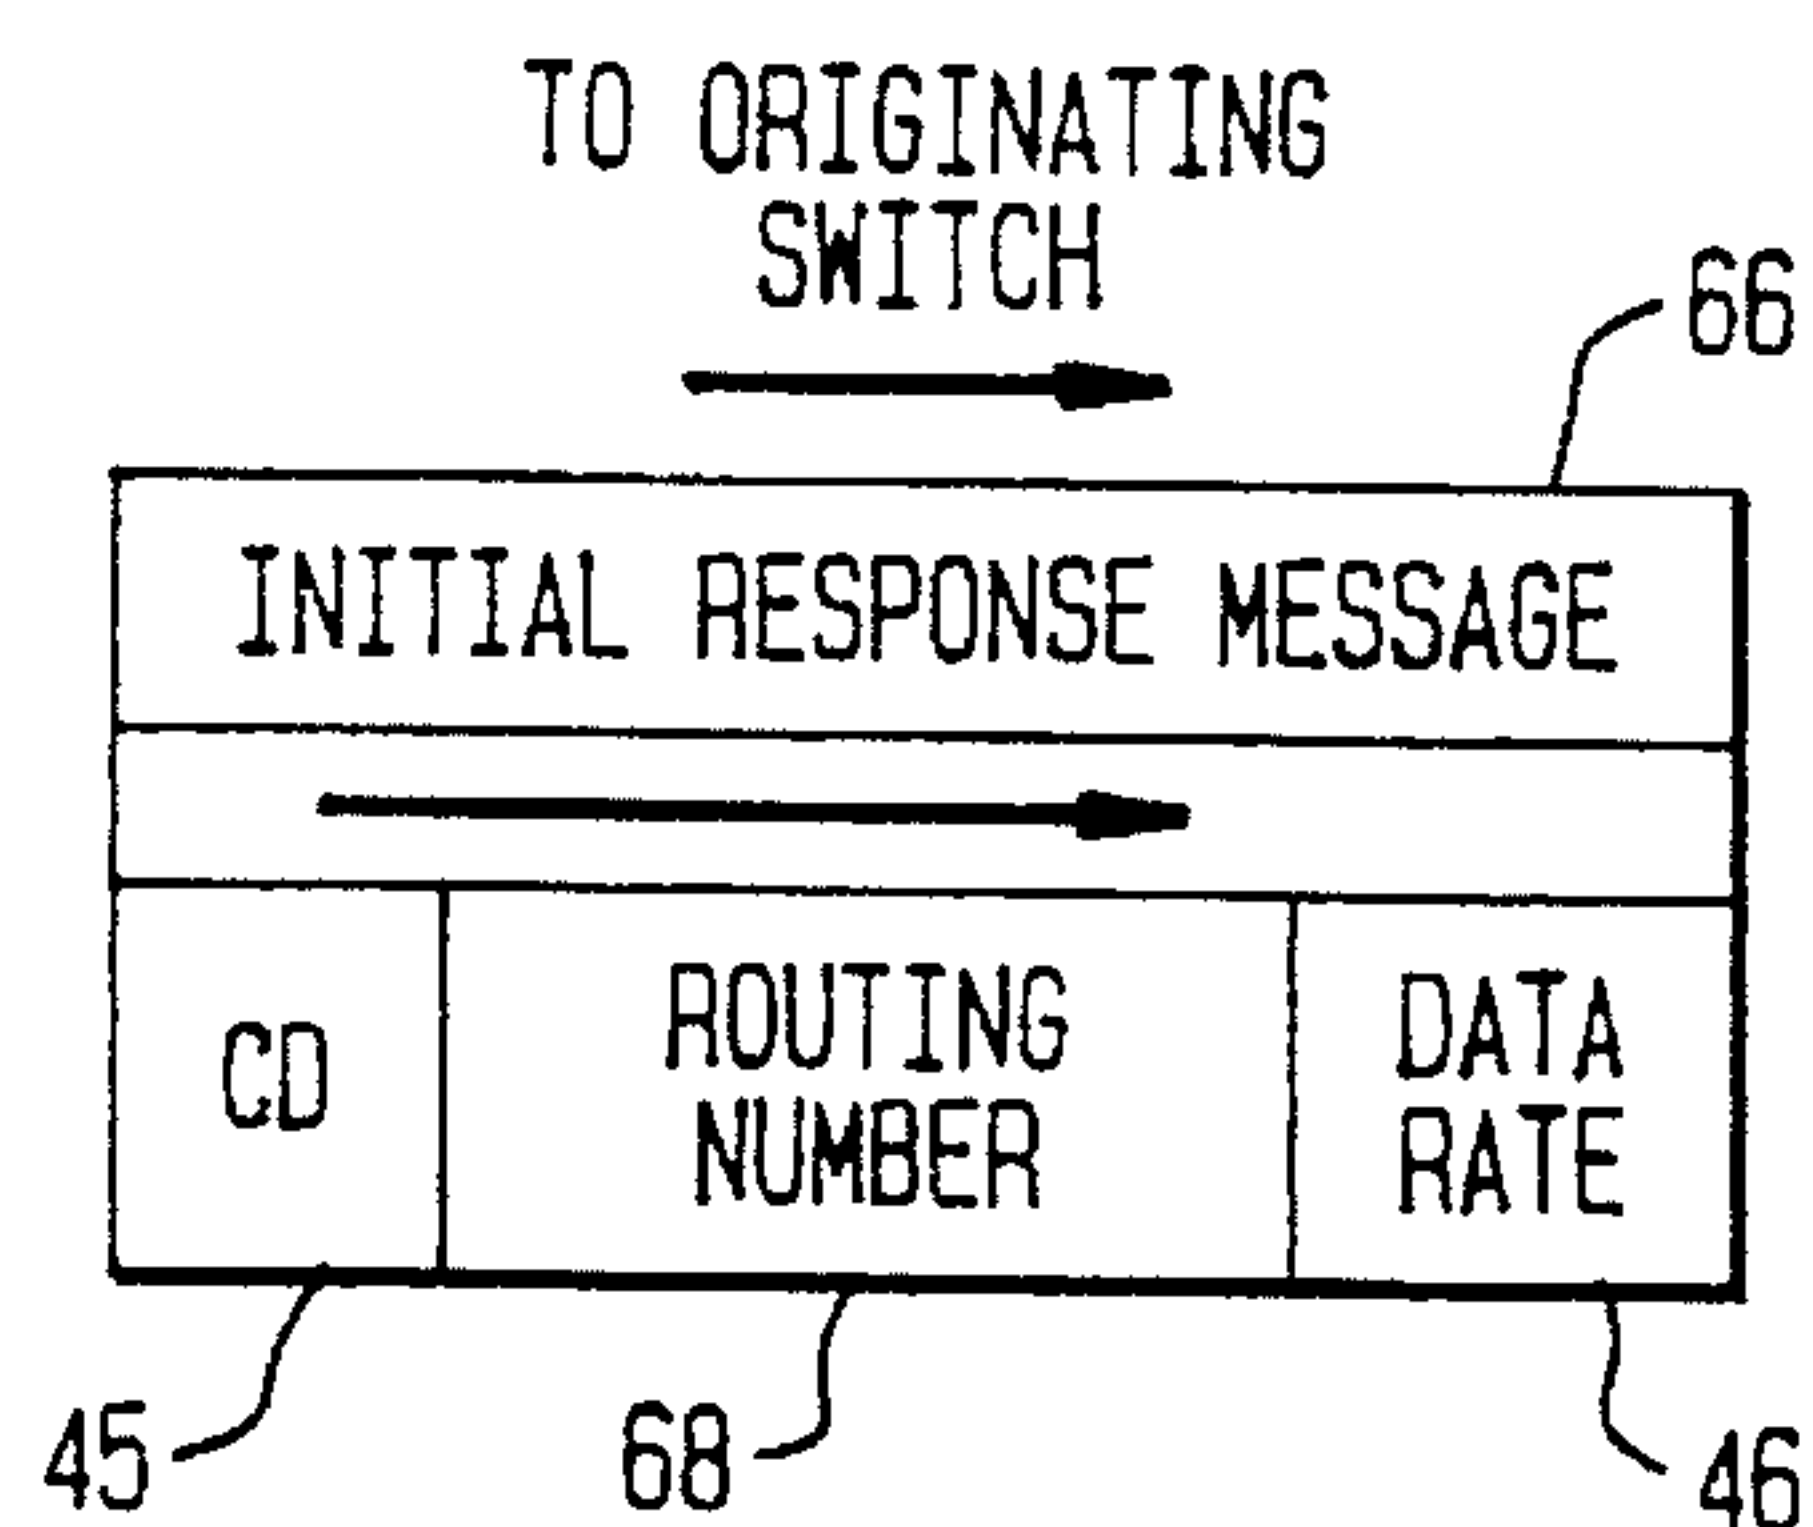 TO ORIGINATING
SWITCH
66
INITIAL RESPONSE MESSAGE
CD
ROUTING
NUMBER
DATA
RATE
45
68
46